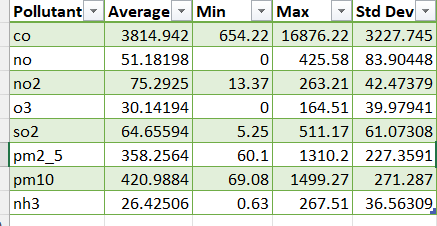 Pollutant Average Min Max Std Dev
co 3814.942 654.22 16876.22 3227.745
no 51.18198 0 425.58 83.90448
no2 75.2925 13.37 263.21 42.47379
o3 30.14194 0 164.51 39.97941
so2 64.65594 5.25 511.17 61.07308
pm2_5 358.2564 60.1 1310.2 227.3591
pm10 420.9884 69.08 1499.27 271.287
nh3 26.42506 0.63 267.51 36.56309